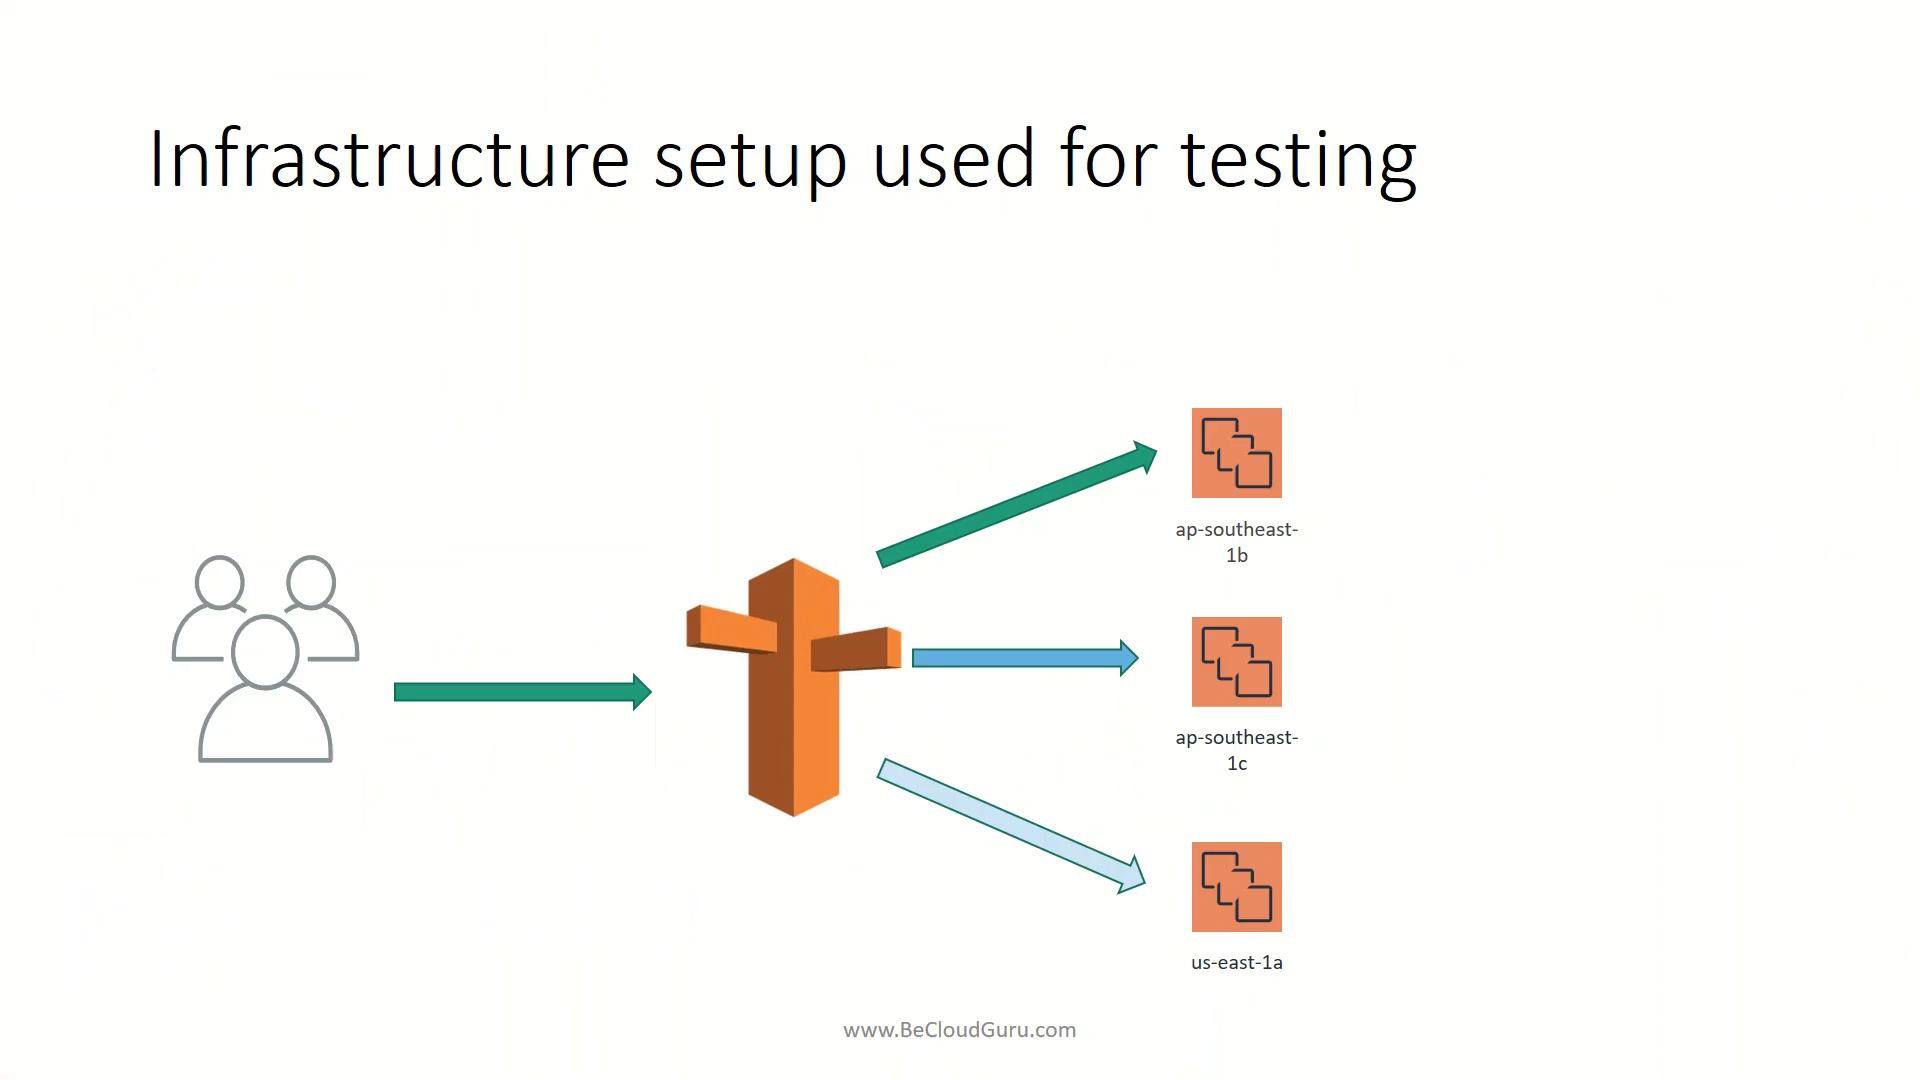 Infrastructure setup used for testing
ap-southeast-
1b
ap-southeast-
1c
us-east-1a
www.BeCloudGuru.com